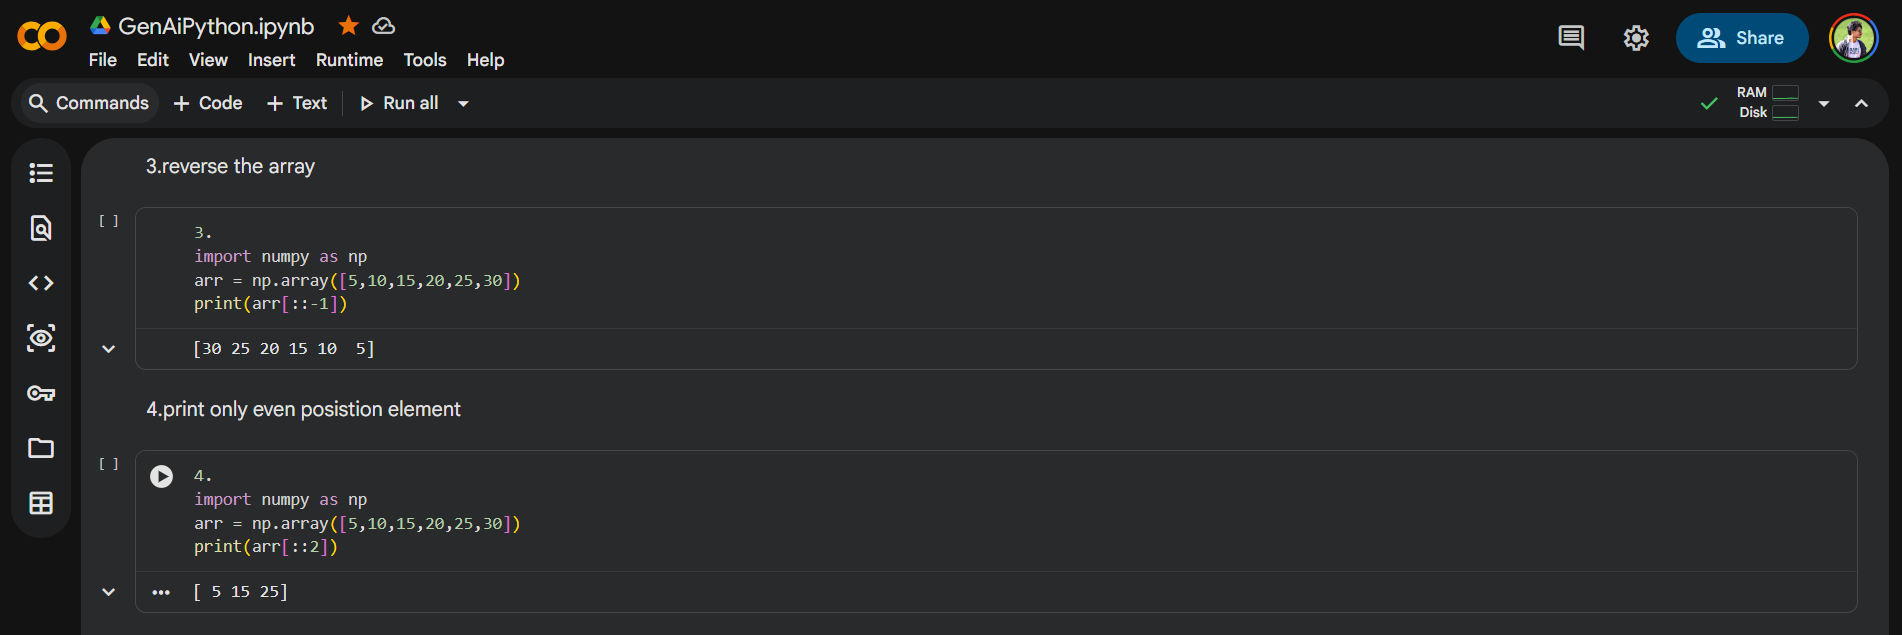 GenAiPython.ipynb
File Edit View Insert Runtime Tools Help
Share
Commands + Code + Text Run all
RAM
Disk
3.reverse the array
[ ]
3.
import numpy as np
arr = np.array([5,10,15,20,25,30])
print(arr[::-1])
[30 25 20 15 10  5]
4.print only even posistion element
[ ]
4.
import numpy as np
arr = np.array([5,10,15,20,25,30])
print(arr[::2])
[ 5 15 25]